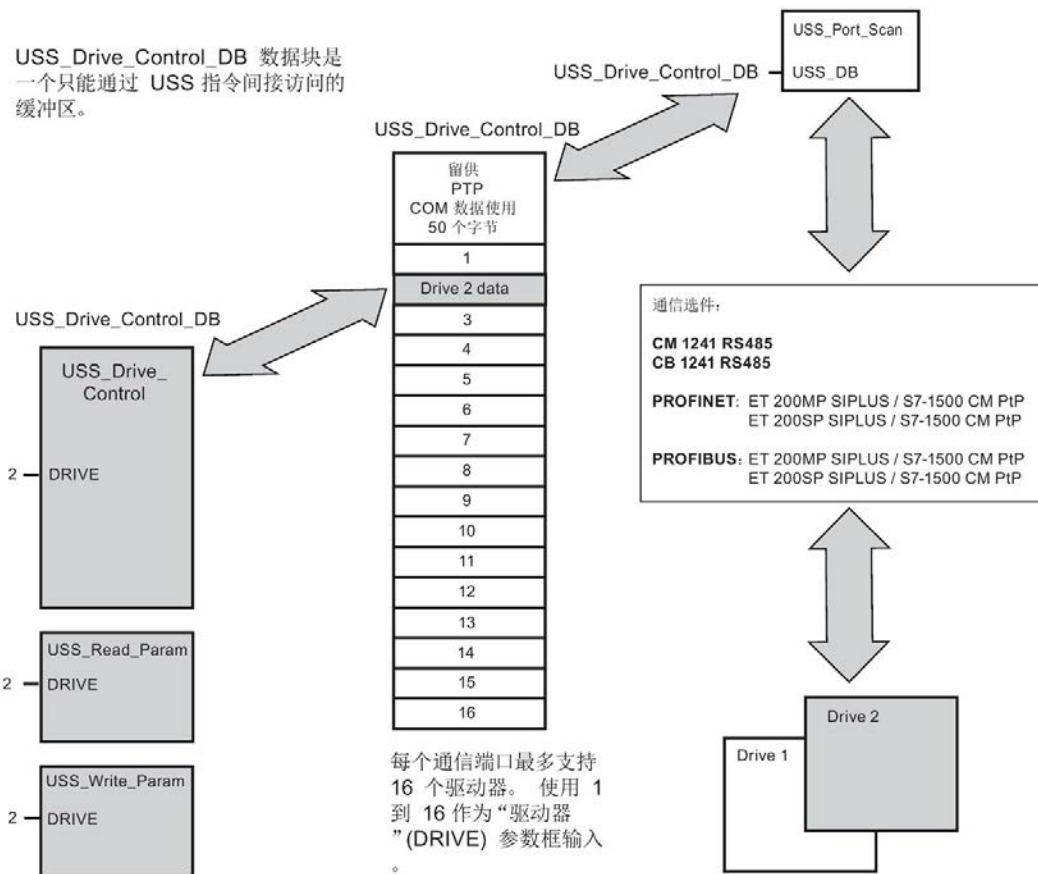 USS_Drive_Control_DB 数据块是
一个只能通过 USS 指令间接访问的
缓冲区。
USS_Port_Scan
USS_Drive_Control_DB
USS_DB
USS_Drive_Control_DB
留供
PTP
COM 数据使用
50 个字节
1
Drive 2 data
3
4
5
6
7
8
9
10
11
12
13
14
15
16
每个通信端口最多支持
16 个驱动器。 使用 1
到 16 作为“驱动器
”(DRIVE) 参数框输入
。
USS_Drive_Control_DB
USS_Drive_
Control
2
DRIVE
USS_Read_Param
2
DRIVE
USS_Write_Param
2
DRIVE
通信选件:
CM 1241 RS485
CB 1241 RS485
PROFINET: ET 200MP SIPLUS / S7-1500 CM PtP
ET 200SP SIPLUS / S7-1500 CM PtP
PROFIBUS: ET 200MP SIPLUS / S7-1500 CM PtP
ET 200SP SIPLUS / S7-1500 CM PtP
Drive 2
Drive 1